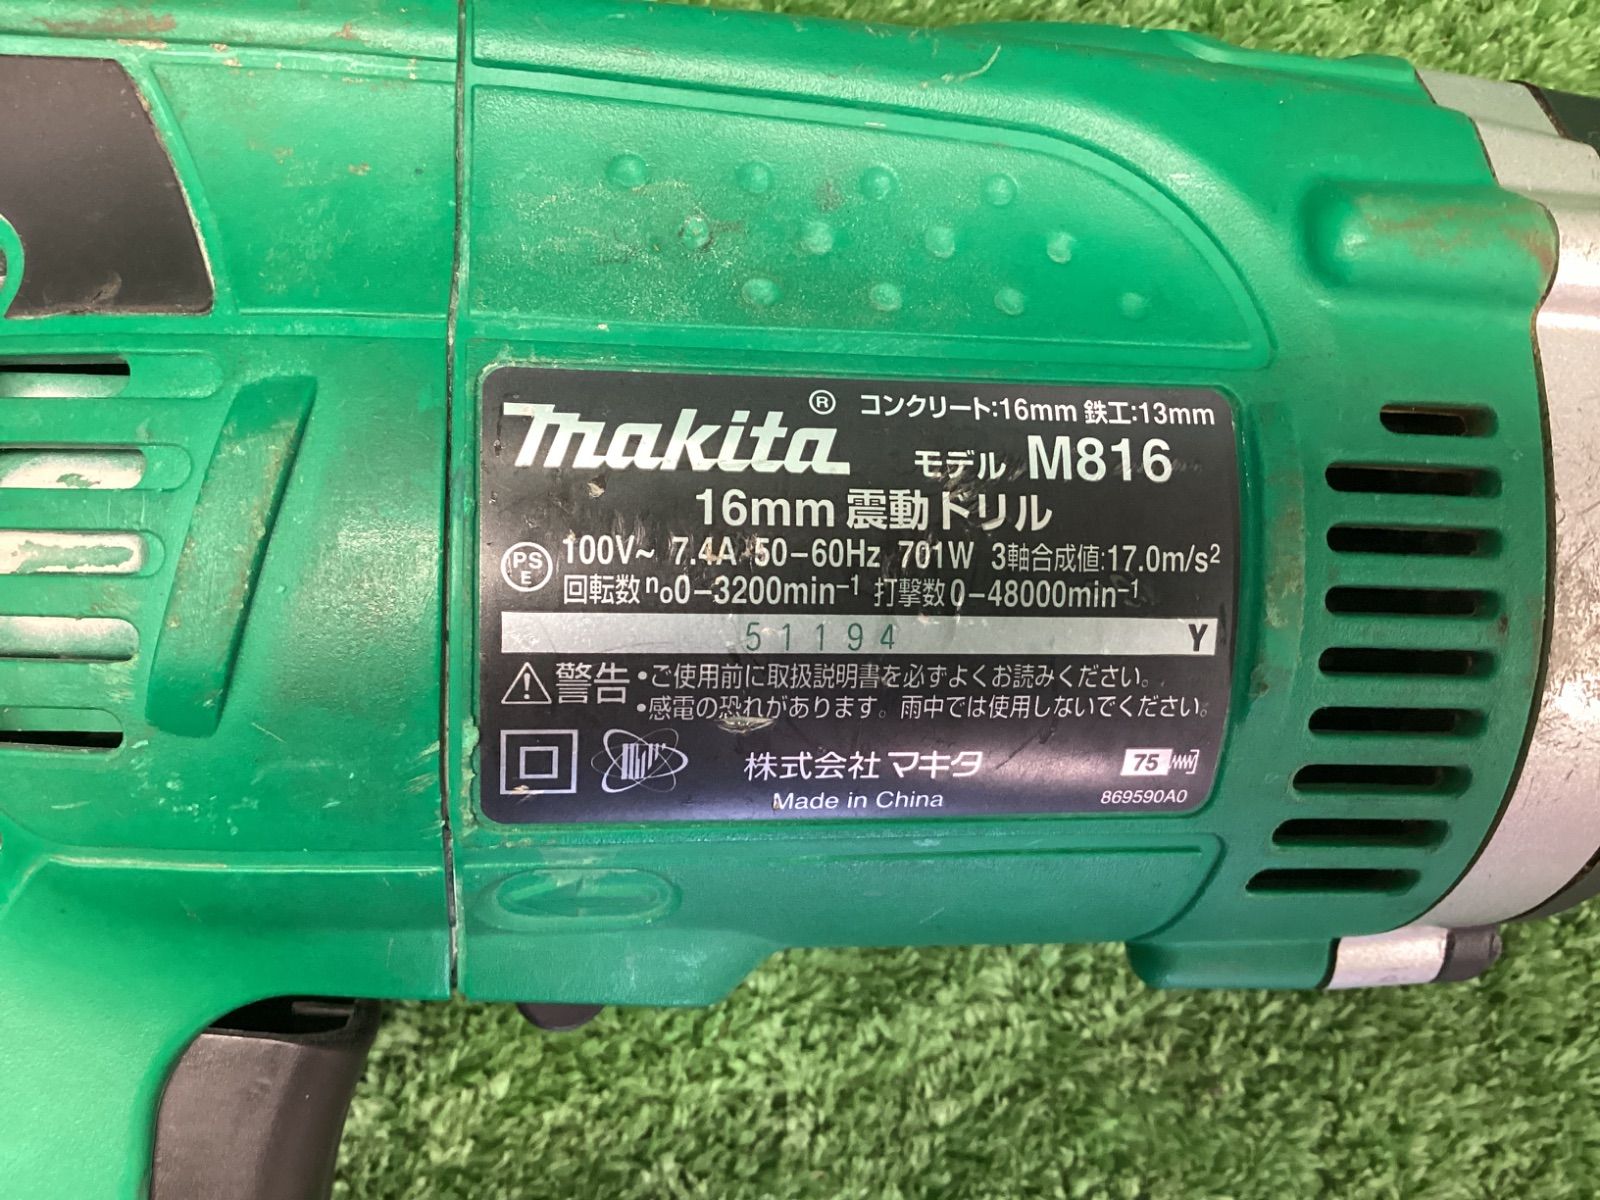 makita® コンクリート:16mm 鉄工:13mm
モデル M816
16mm 震動ドリル
PS E 100V~ 7.4A 50-60Hz 701W 3軸合成値:17.0m/s²
回転数 n₀0-3200min⁻¹ 打撃数 0-48000min⁻¹
51194 Y
警告 •ご使用前に取扱説明書を必ずよくお読みください。
•感電の恐れがあります。雨中では使用しないでください。
株式会社 マキタ 75
Made in China 869590A0